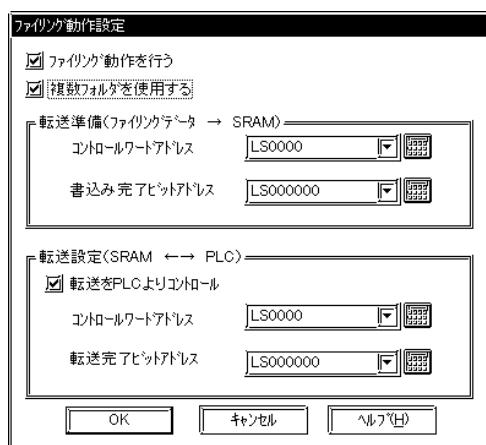 ﾌｧｲﾘﾝｸﾞ動作設定
ﾌｧｲﾘﾝｸﾞ動作を行う
複数ﾌｫﾙﾀﾞを使用する
転送準備(ﾌｧｲﾘﾝｸﾞﾃﾞｰﾀ → SRAM)
ｺﾝﾄﾛｰﾙﾜｰﾄﾞｱﾄﾞﾚｽ LS0000
書込み完了ﾋﾞｯﾄｱﾄﾞﾚｽ LS000000
転送設定(SRAM ←→ PLC)
転送をPLCよりｺﾝﾄﾛｰﾙ
ｺﾝﾄﾛｰﾙﾜｰﾄﾞｱﾄﾞﾚｽ LS0000
転送完了ﾋﾞｯﾄｱﾄﾞﾚｽ LS000000
OK ｷｬﾝｾﾙ ﾍﾙﾌﾟ(H)